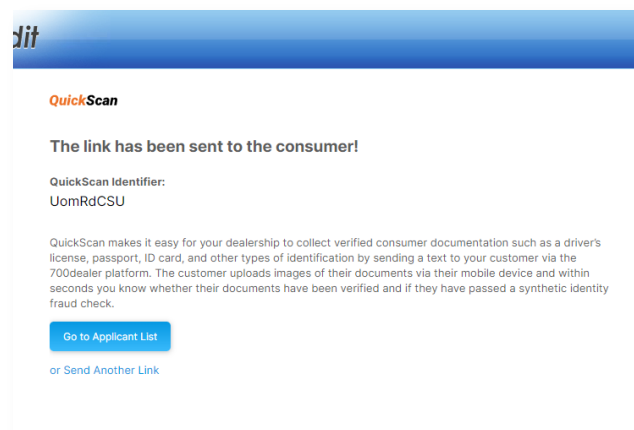 dit
QuickScan
The link has been sent to the consumer!
QuickScan Identifier:
UomRdCSU
QuickScan makes it easy for your dealership to collect verified consumer documentation such as a driver's
license, passport, ID card, and other types of identification by sending a text to your customer via the
700dealer platform. The customer uploads images of their documents via their mobile device and within
seconds you know whether their documents have been verified and if they have passed a synthetic identity
fraud check.
Go to Applicant List
or Send Another Link